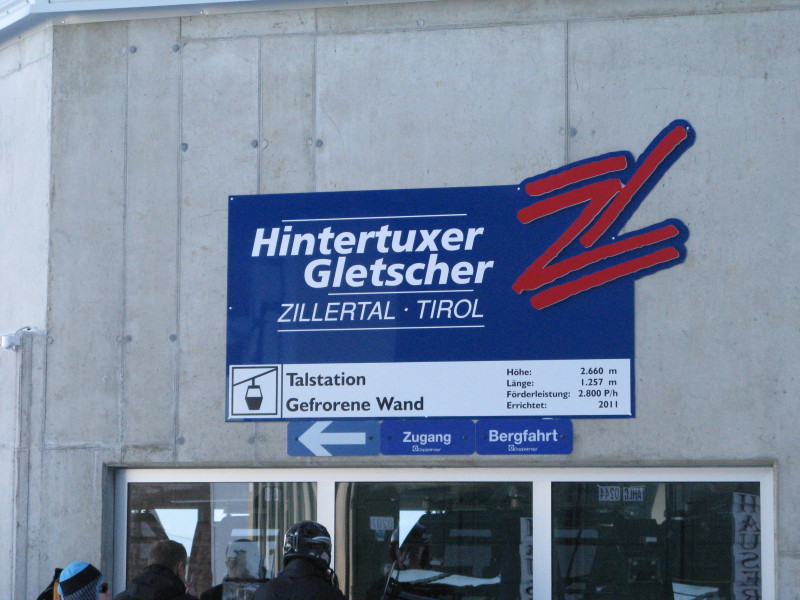 Hintertuxer
Gletscher
ZILLERTAL · TIROL
Talstation
Gefrorene Wand
Höhe: 2.660 m
Länge: 1.257 m
Förderleistung: 2.800 P/h
Errichtet: 2011
Zugang
Bergfahrt